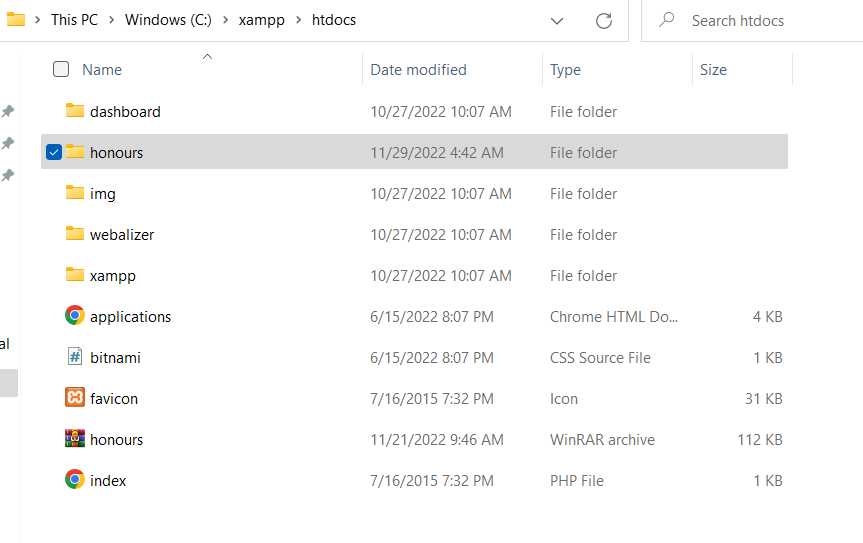 This PC > Windows (C:) > xampp > htdocs Search htdocs
Name Date modified Type Size
dashboard 10/27/2022 10:07 AM File folder
honours 11/29/2022 4:42 AM File folder
img 10/27/2022 10:07 AM File folder
webalizer 10/27/2022 10:07 AM File folder
xampp 10/27/2022 10:07 AM File folder
applications 6/15/2022 8:07 PM Chrome HTML Do... 4 KB
al
bitnami 6/15/2022 8:07 PM CSS Source File 1 KB
favicon 7/16/2015 7:32 PM Icon 31 KB
honours 11/21/2022 9:46 AM WinRAR archive 112 KB
index 7/16/2015 7:32 PM PHP File 1 KB